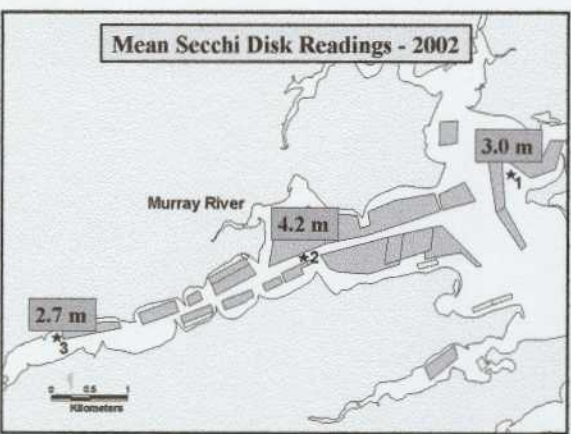 Mean Secchi Disk Readings - 2002
3.0 m
1
Murray River
4.2 m
2
2.7 m
3
0 0.5 1
Kilometers